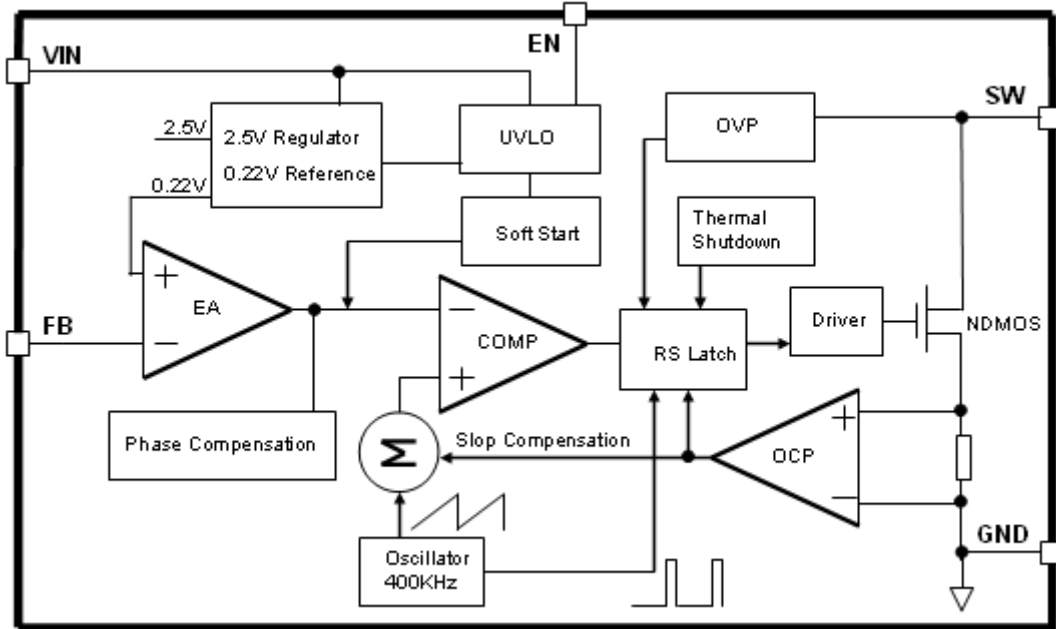 EN
VIN
SW
2.5V
2.5V Regulator
0.22V Reference
UVLO
OVP
0.22V
Soft Start
Thermal
Shutdown
+
EA
−
FB
−
COMP
+
RS Latch
Driver
NDMOS
Phase Compensation
Σ
Slop Compensation
+
OCP
−
GND
Oscillator
400KHz